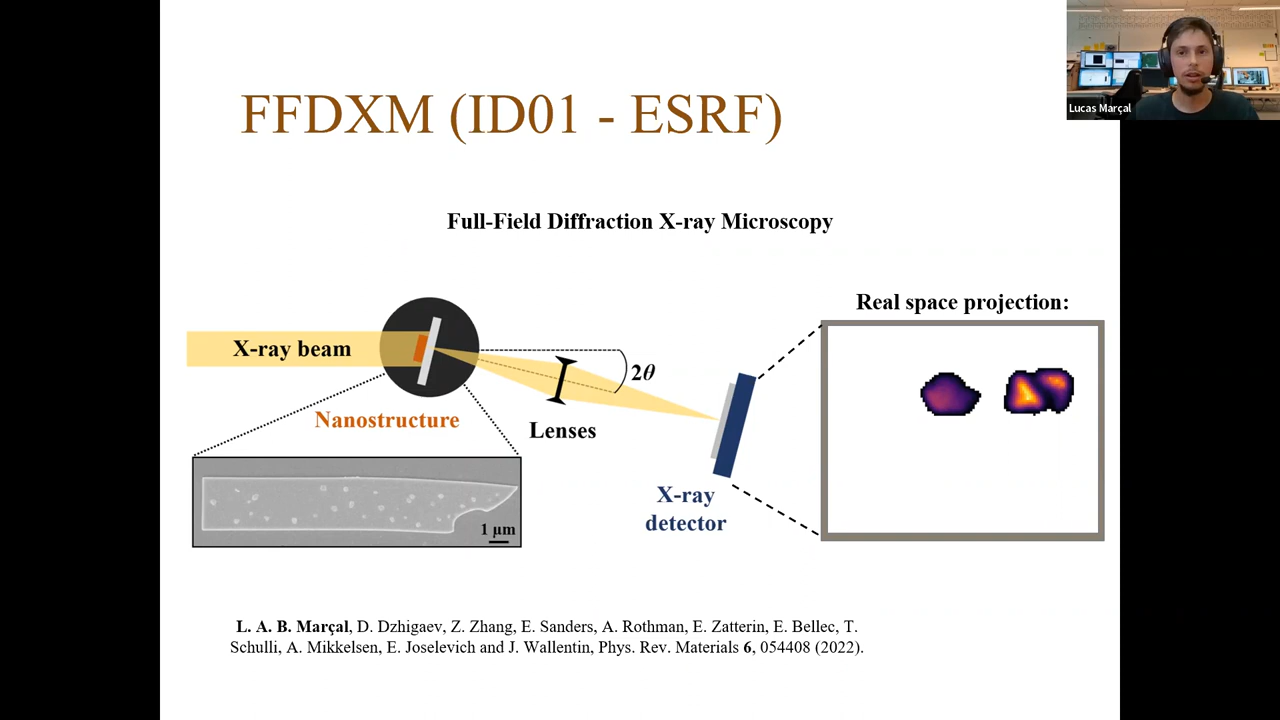 FFDXM (ID01 - ESRF)
Lucas Marçal
Full-Field Diffraction X-ray Microscopy
Real space projection:
X-ray beam
2θ
Nanostructure
Lenses
1 μm
X-ray
detector
L. A. B. Marçal, D. Dzhigaev, Z. Zhang, E. Sanders, A. Rothman, E. Zatterin, E. Bellec, T.
Schulli, A. Mikkelsen, E. Joselevich and J. Wallentin, Phys. Rev. Materials 6, 054408 (2022).